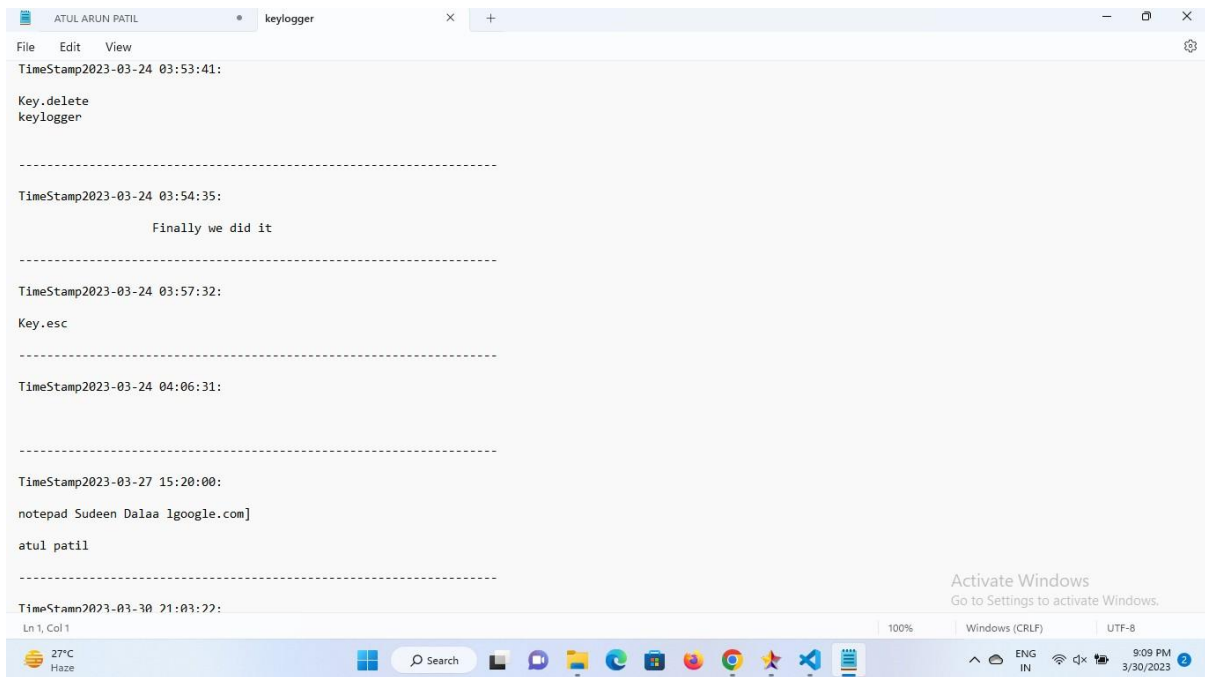 ATUL ARUN PATIL
keylogger
File Edit View
TimeStamp2023-03-24 03:53:41:
Key.delete
keylogger
--------------------------------------------------------------------
TimeStamp2023-03-24 03:54:35:
Finally we did it
--------------------------------------------------------------------
TimeStamp2023-03-24 03:57:32:
Key.esc
--------------------------------------------------------------------
TimeStamp2023-03-24 04:06:31:
--------------------------------------------------------------------
TimeStamp2023-03-27 15:20:00:
notepad Sudeen Dalaa lgoogle.com]
atul patil
--------------------------------------------------------------------
TimeStamp2023-03-30 21:03:22:
Activate Windows
Go to Settings to activate Windows.
Ln 1, Col 1 100% Windows (CRLF) UTF-8
27°C
Haze
Search
ENG
IN
9:09 PM
3/30/2023
2